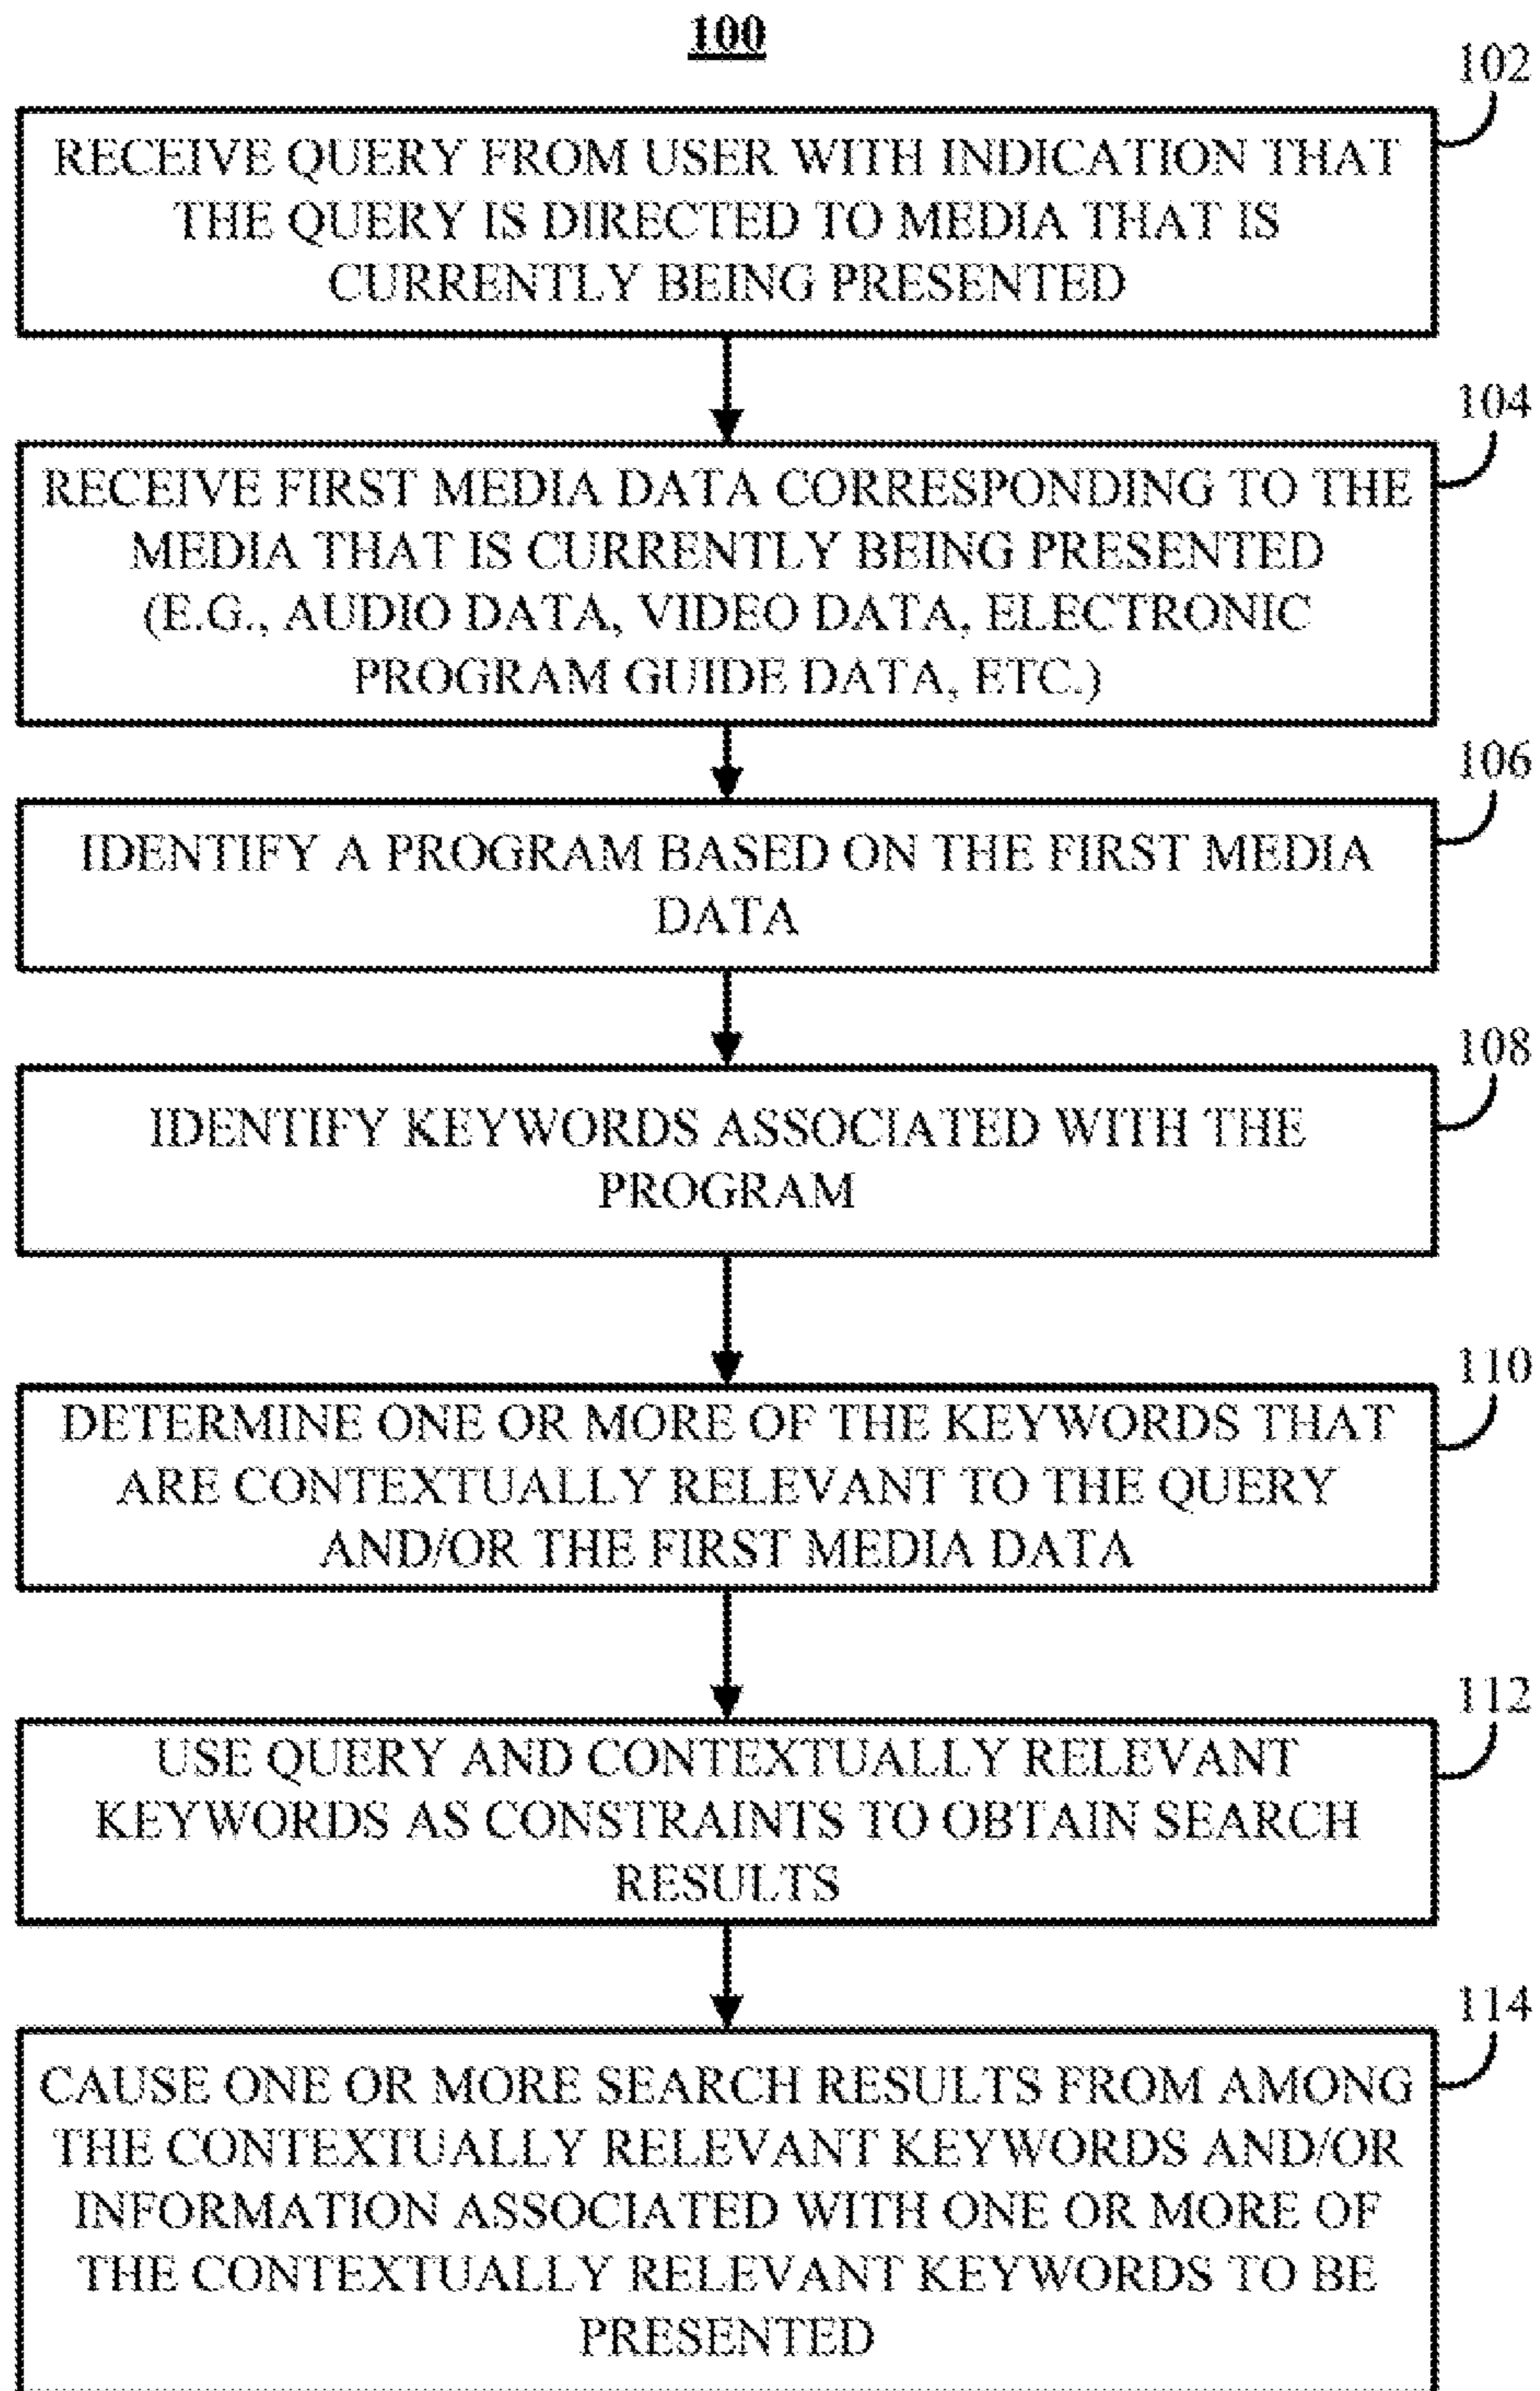 100
102
RECEIVE QUERY FROM USER WITH INDICATION THAT
THE QUERY IS DIRECTED TO MEDIA THAT IS
CURRENTLY BEING PRESENTED
104
RECEIVE FIRST MEDIA DATA CORRESPONDING TO THE
MEDIA THAT IS CURRENTLY BEING PRESENTED
(E.G., AUDIO DATA, VIDEO DATA, ELECTRONIC
PROGRAM GUIDE DATA, ETC.)
106
IDENTIFY A PROGRAM BASED ON THE FIRST MEDIA
DATA
108
IDENTIFY KEYWORDS ASSOCIATED WITH THE
PROGRAM
110
DETERMINE ONE OR MORE OF THE KEYWORDS THAT
ARE CONTEXTUALLY RELEVANT TO THE QUERY
AND/OR THE FIRST MEDIA DATA
112
USE QUERY AND CONTEXTUALLY RELEVANT
KEYWORDS AS CONSTRAINTS TO OBTAIN SEARCH
RESULTS
114
CAUSE ONE OR MORE SEARCH RESULTS FROM AMONG
THE CONTEXTUALLY RELEVANT KEYWORDS AND/OR
INFORMATION ASSOCIATED WITH ONE OR MORE OF
THE CONTEXTUALLY RELEVANT KEYWORDS TO BE
PRESENTED